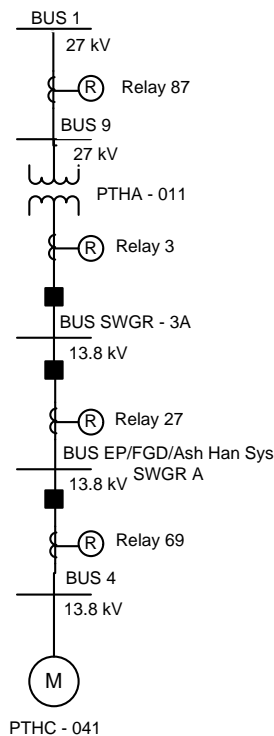 BUS 1
27 kV
R Relay 87
BUS 9
27 kV
PTHA - 011
R Relay 3
BUS SWGR - 3A
13.8 kV
R Relay 27
BUS EP/FGD/Ash Han Sys
13.8 kV SWGR A
R Relay 69
BUS 4
13.8 kV
M
PTHC - 041